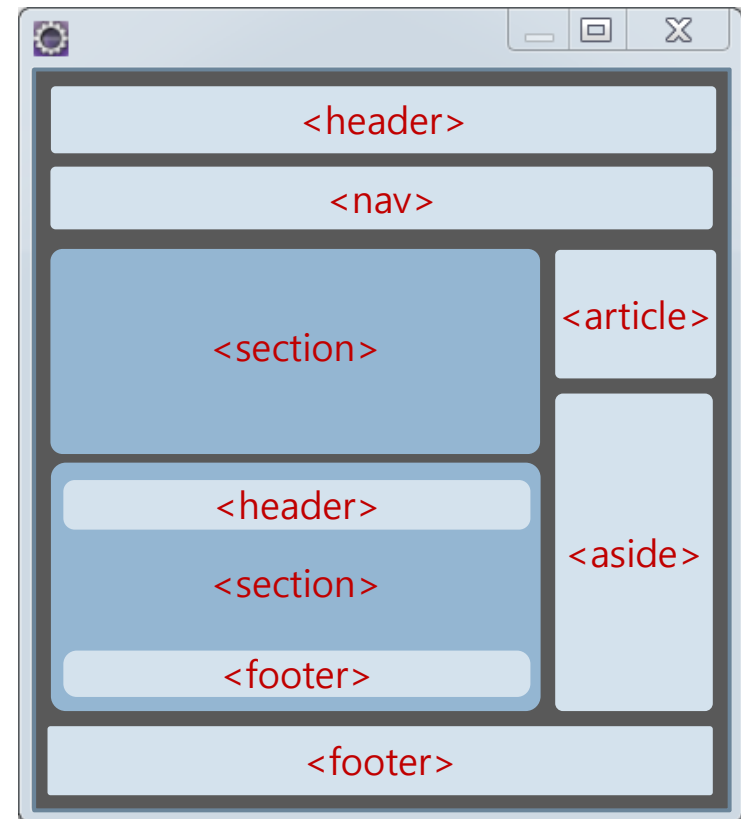 <header>
<nav>
<section>
<article>
<header>
<section>
<footer>
<aside>
<footer>